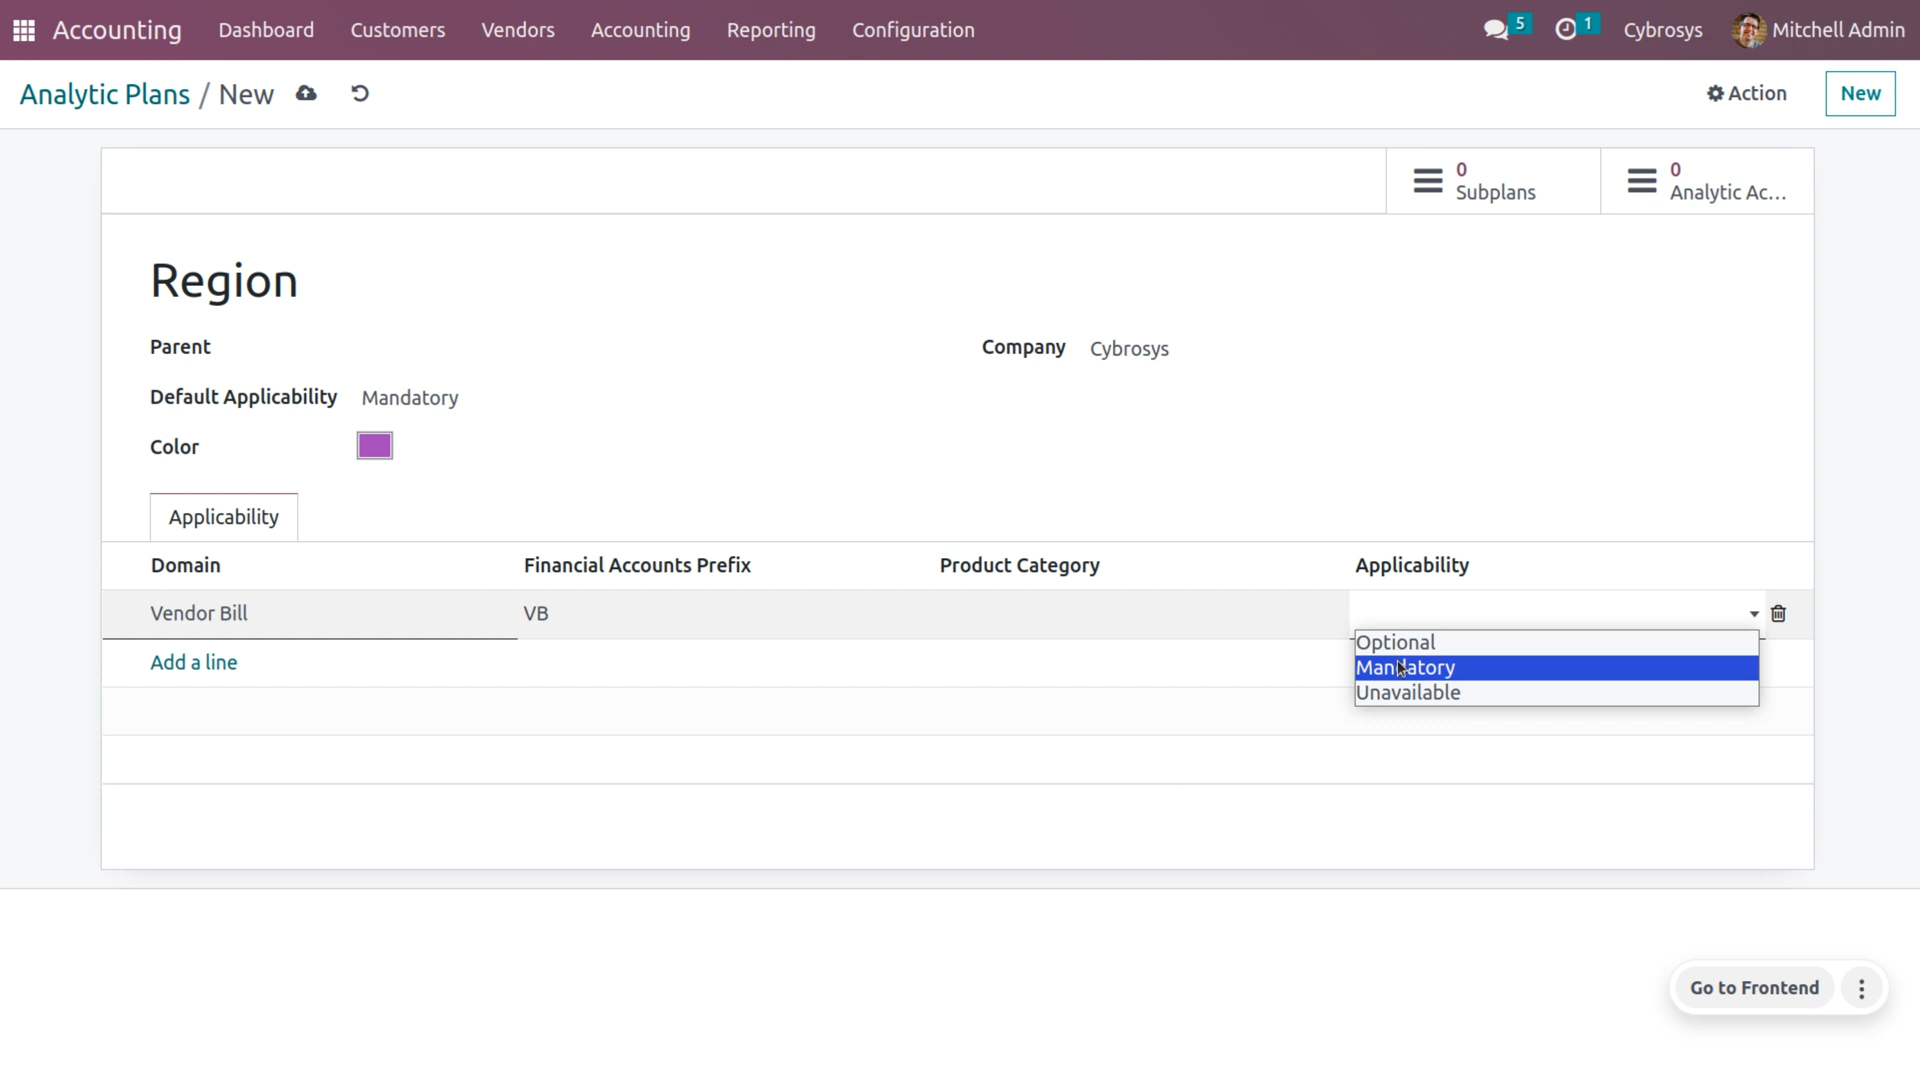 Accounting Dashboard Customers Vendors Accounting Reporting Configuration 5 1 Cybrosys Mitchell Admin
Analytic Plans / New Action New
0
Subplans
0
Analytic Ac...
Region
Parent
Company Cybrosys
Default Applicability Mandatory
Color
Applicability
Domain Financial Accounts Prefix Product Category Applicability
Vendor Bill VB
Optional
Add a line
Mandatory
Unavailable
Go to Frontend